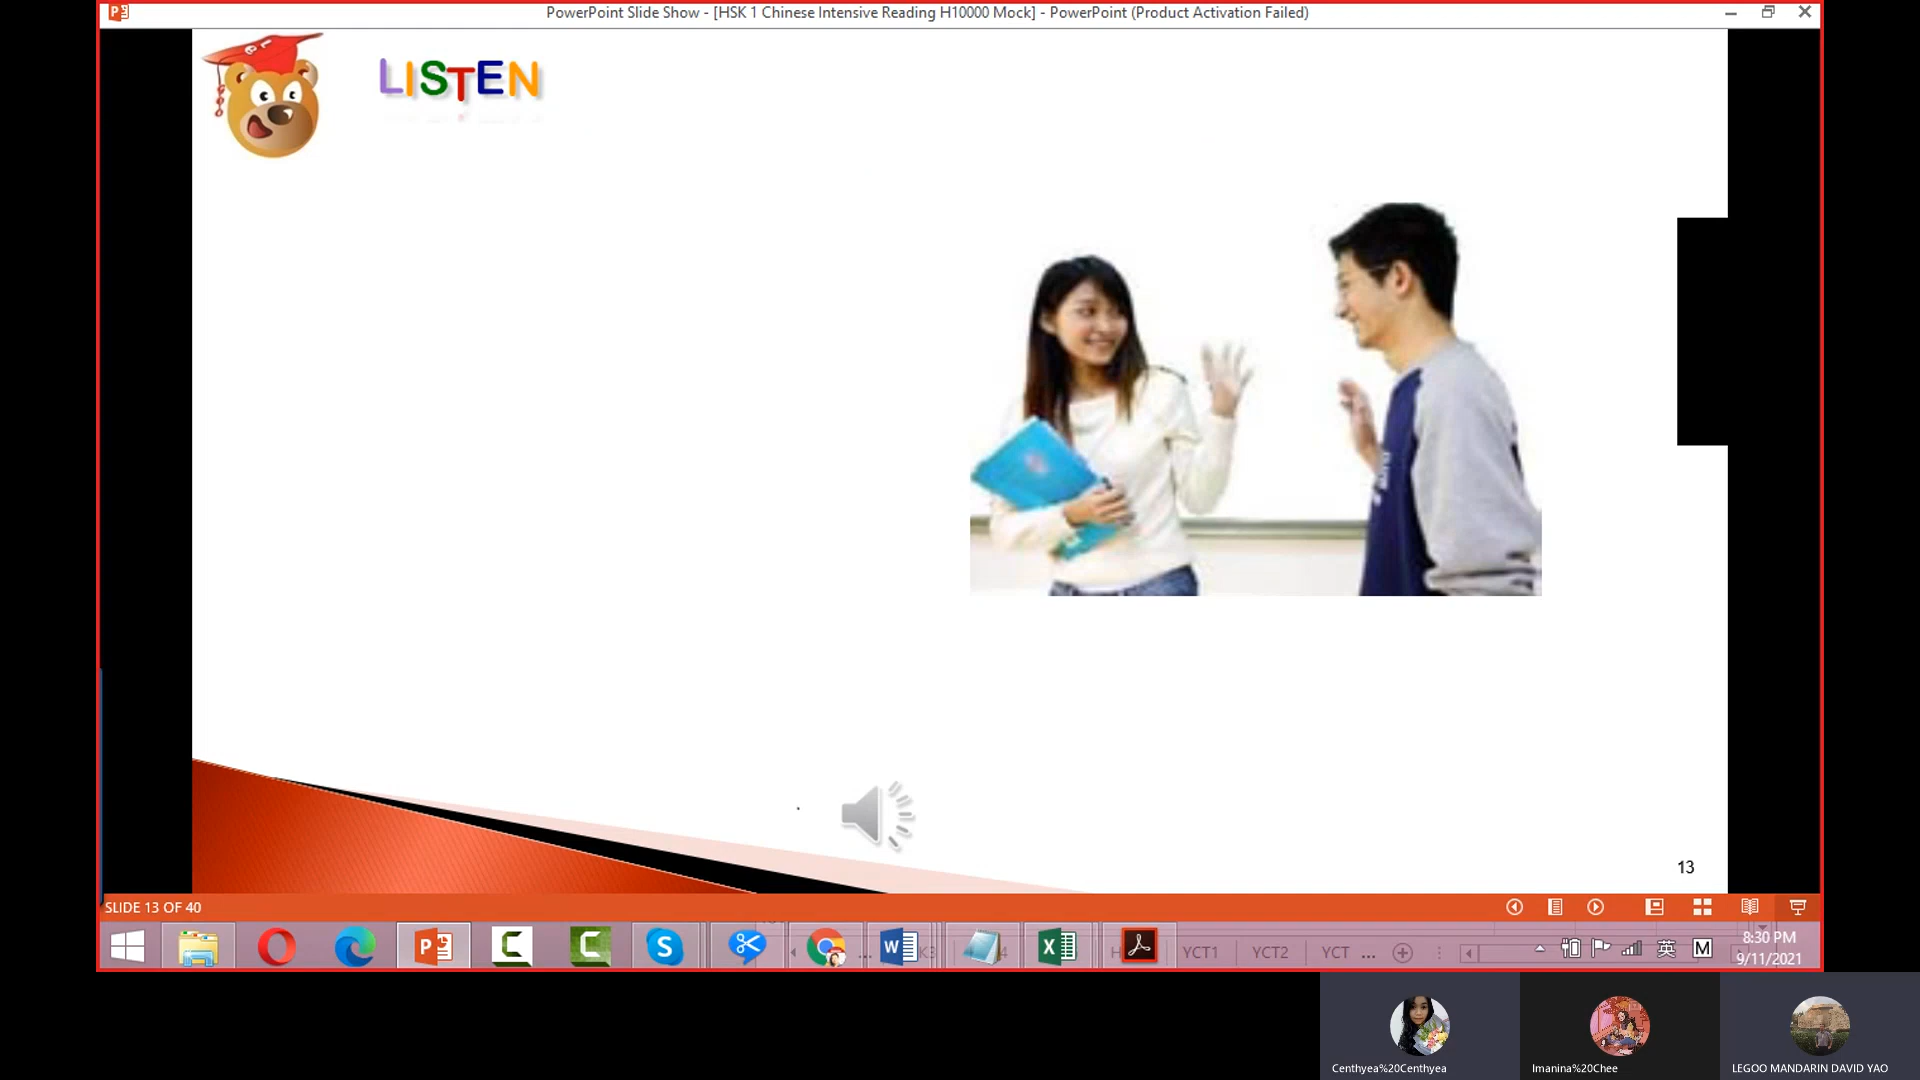 PowerPoint Slide Show - [HSK 1 Chinese Intensive Reading H10000 Mock] - PowerPoint (Product Activation Failed)
LISTEN
13
SLIDE 13 OF 40
YCT1
YCT2
YCT ...
英
M
8:30 PM
9/11/2021
Centhyea%20Centhyea
Imanina%20Chee
LEGOO MANDARIN DAVID YAO